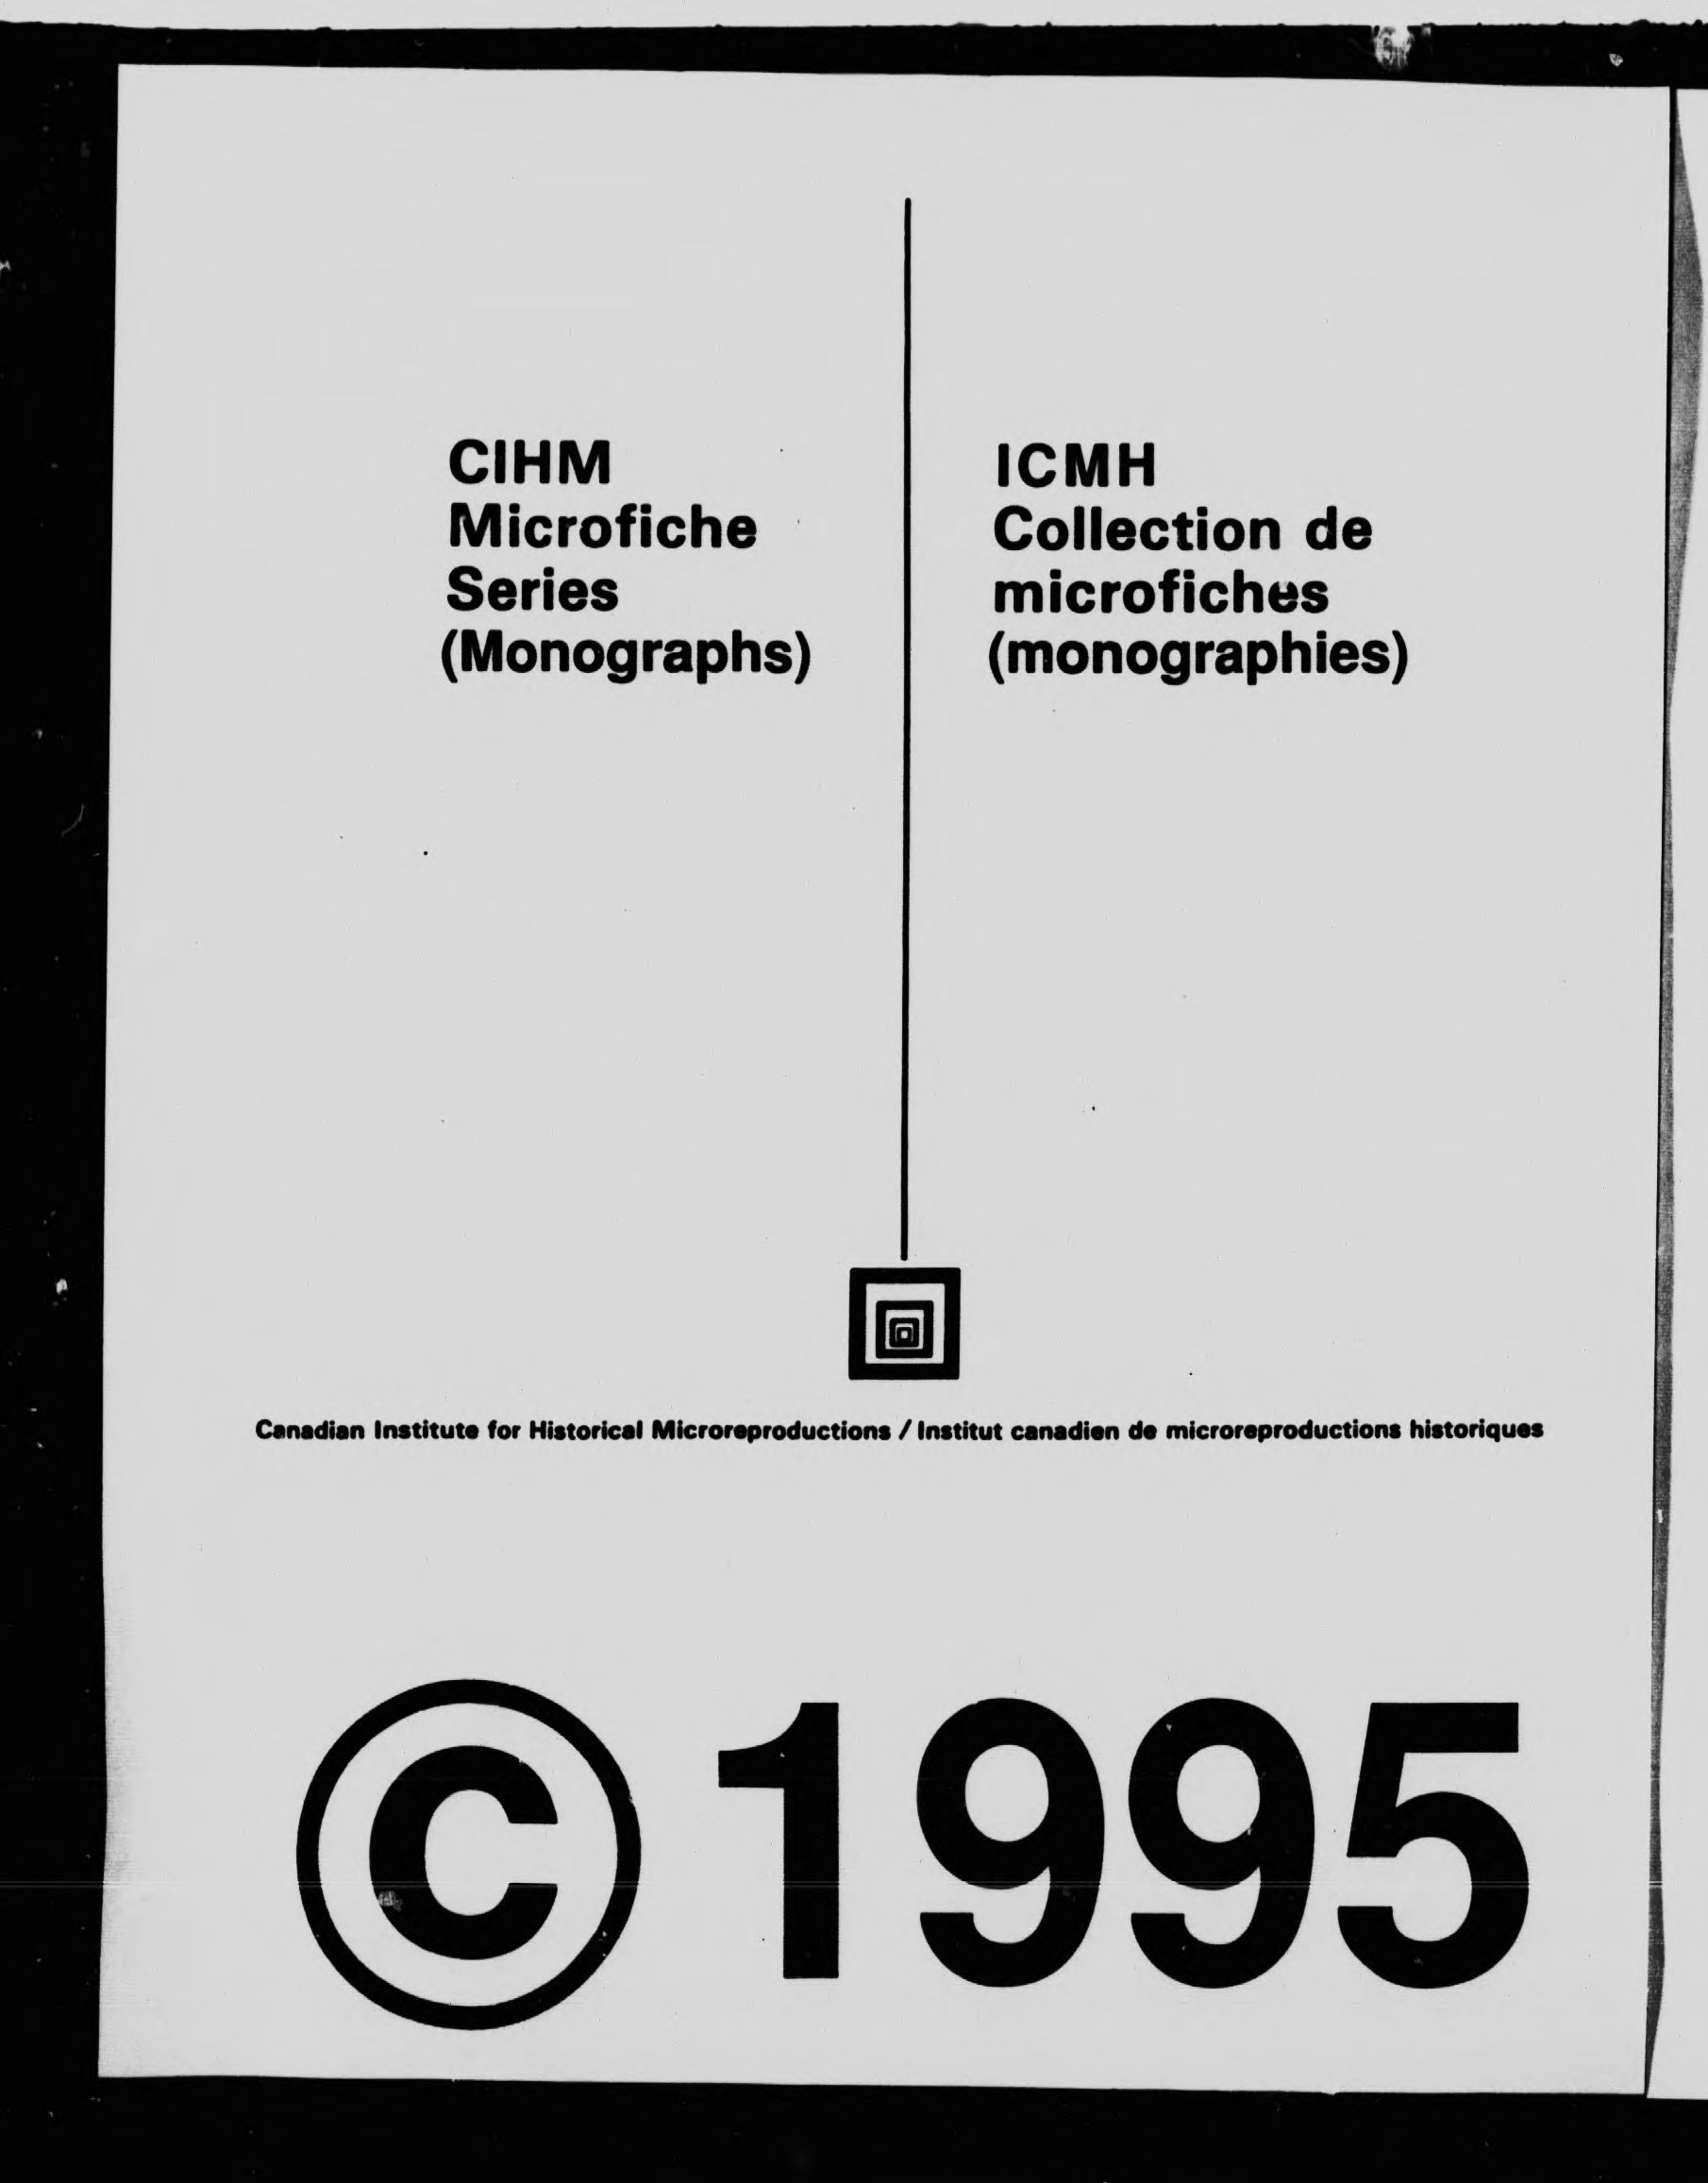 CIHM
Microfiche
Series
(Monographs)
ICMH
Collection de
microfiches
(monographies)
Canadian Institute for Historical Microreproductions / Institut canadien de microreproductions historiques
©1995